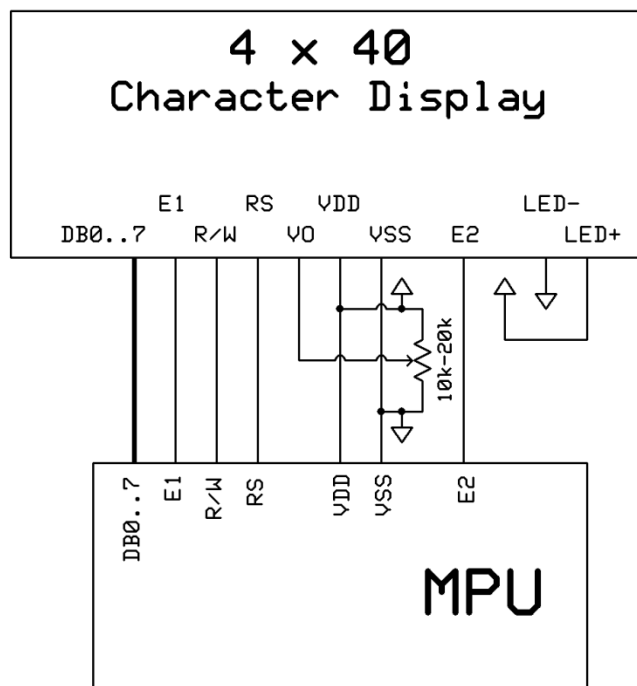 4 x 40
Character Display
E1 RS VDD LED-
DB0..7 R/W VO VSS E2 LED+
10k-20k
DB0..7 E1 R/W RS VDD VSS E2
MPU